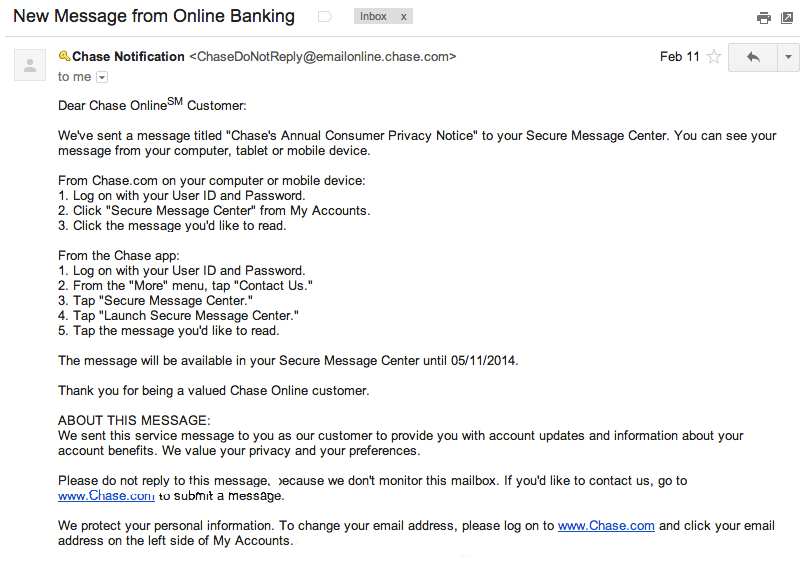 New Message from Online Banking
Inbox x
Chase Notification <ChaseDoNotReply@emailonline.chase.com>
Feb 11
to me
Dear Chase OnlineSM Customer:
We've sent a message titled "Chase's Annual Consumer Privacy Notice" to your Secure Message Center. You can see your
message from your computer, tablet or mobile device.
From Chase.com on your computer or mobile device:
1. Log on with your User ID and Password.
2. Click "Secure Message Center" from My Accounts.
3. Click the message you'd like to read.
From the Chase app:
1. Log on with your User ID and Password.
2. From the "More" menu, tap "Contact Us."
3. Tap "Secure Message Center."
4. Tap "Launch Secure Message Center."
5. Tap the message you'd like to read.
The message will be available in your Secure Message Center until 05/11/2014.
Thank you for being a valued Chase Online customer.
ABOUT THIS MESSAGE:
We sent this service message to you as our customer to provide you with account updates and information about your
account benefits. We value your privacy and your preferences.
Please do not reply to this message, because we don't monitor this mailbox. If you'd like to contact us, go to
www.Chase.com to submit a message.
We protect your personal information. To change your email address, please log on to www.Chase.com and click your email
address on the left side of My Accounts.